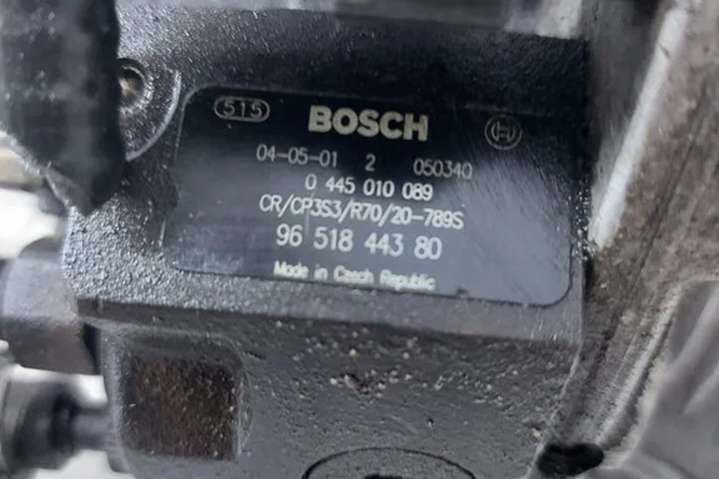 515 BOSCH
04-05-01 2 050340
0 445 010 089
CR/CP3S3/R70/20-789S
96 518 443 80
Made in Czech Republic